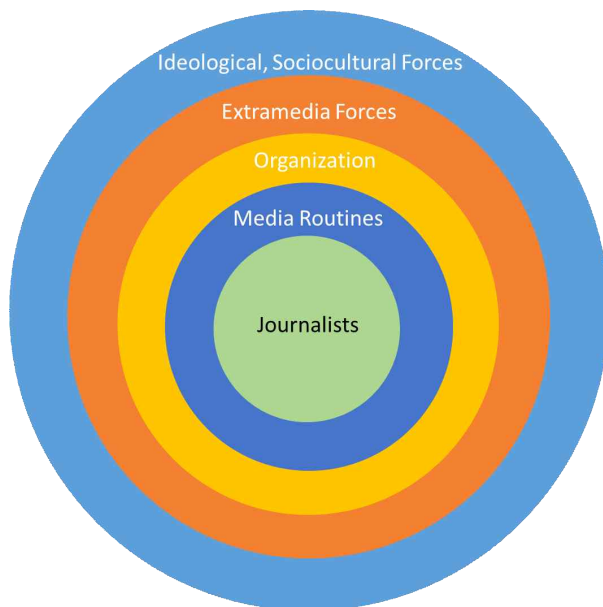 Ideological, Sociocultural Forces
Extramedia Forces
Organization
Media Routines
Journalists